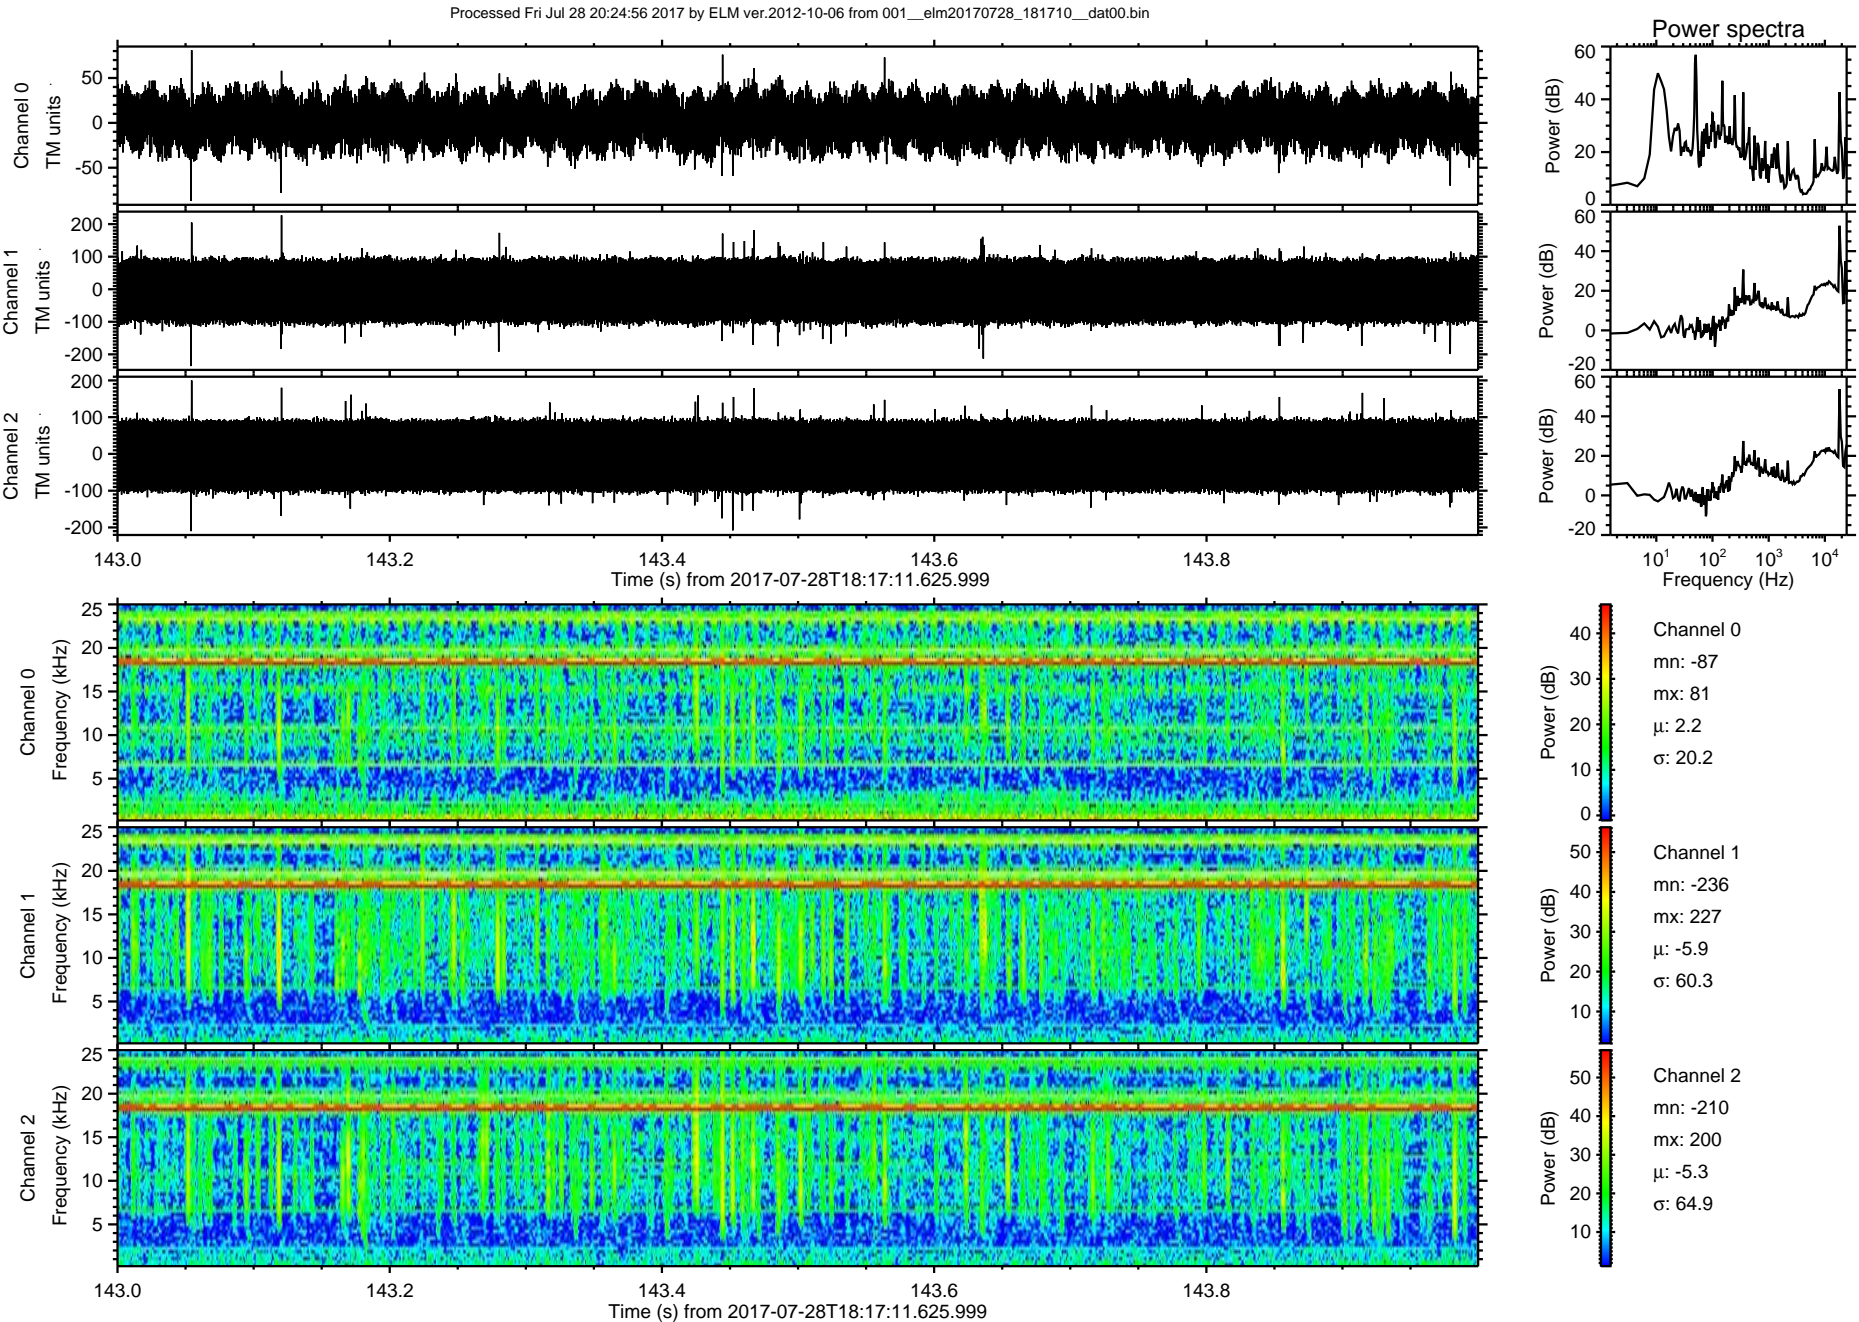 Processed Fri Jul 28 20:24:56 2017 by ELM ver.2012-10-06 from 001__elm20170728_181710__dat00.bin
Power spectra
Channel 0
TM units
50
0
-50
Power (dB)
60
40
20
0
Channel 1
TM units
200
100
0
-100
-200
Power (dB)
60
40
20
0
-20
Channel 2
TM units
200
100
0
-100
-200
Power (dB)
60
40
20
0
-20
143.0 143.2 143.4 143.6 143.8
Time (s) from 2017-07-28T18:17:11.625.999
10^1 10^2 10^3 10^4
Frequency (Hz)
Channel 0
Frequency (kHz)
25
20
15
10
5
Power (dB)
40
30
20
10
0
Channel 0
mn: -87
mx: 81
μ: 2.2
σ: 20.2
Channel 1
Frequency (kHz)
25
20
15
10
5
Power (dB)
50
40
30
20
10
Channel 1
mn: -236
mx: 227
μ: -5.9
σ: 60.3
Channel 2
Frequency (kHz)
25
20
15
10
5
Power (dB)
50
40
30
20
10
Channel 2
mn: -210
mx: 200
μ: -5.3
σ: 64.9
143.0 143.2 143.4 143.6 143.8
Time (s) from 2017-07-28T18:17:11.625.999